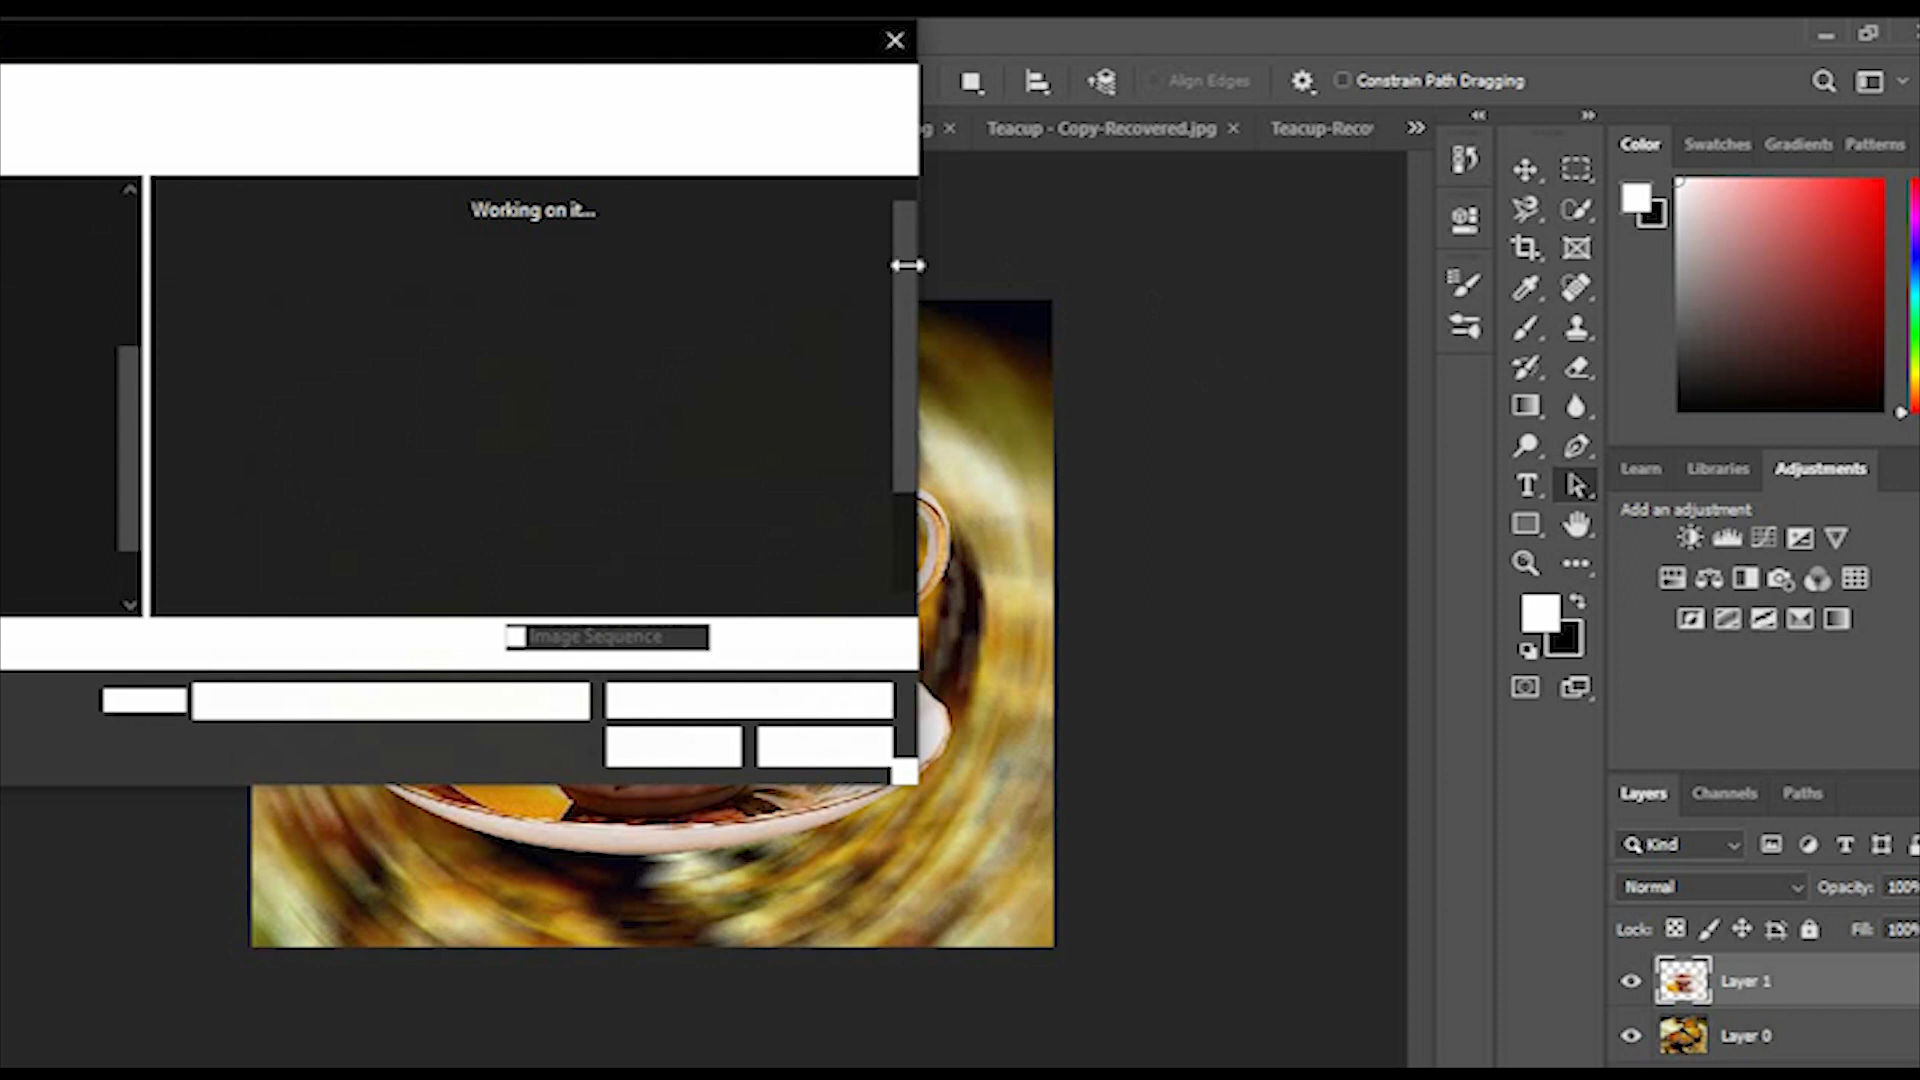 Align Edges
Constrain Path Dragging
Teacup - Copy-Recovered.jpg
Teacup-Reco
Color
Swatches
Gradients
Patterns
Working on it...
Learn
Libraries
Adjustments
Add an adjustment
Image Sequence
Layers
Channels
Paths
Kind
Normal
Opacity: 100%
Lock:
Fill: 100%
Layer 1
Layer 0